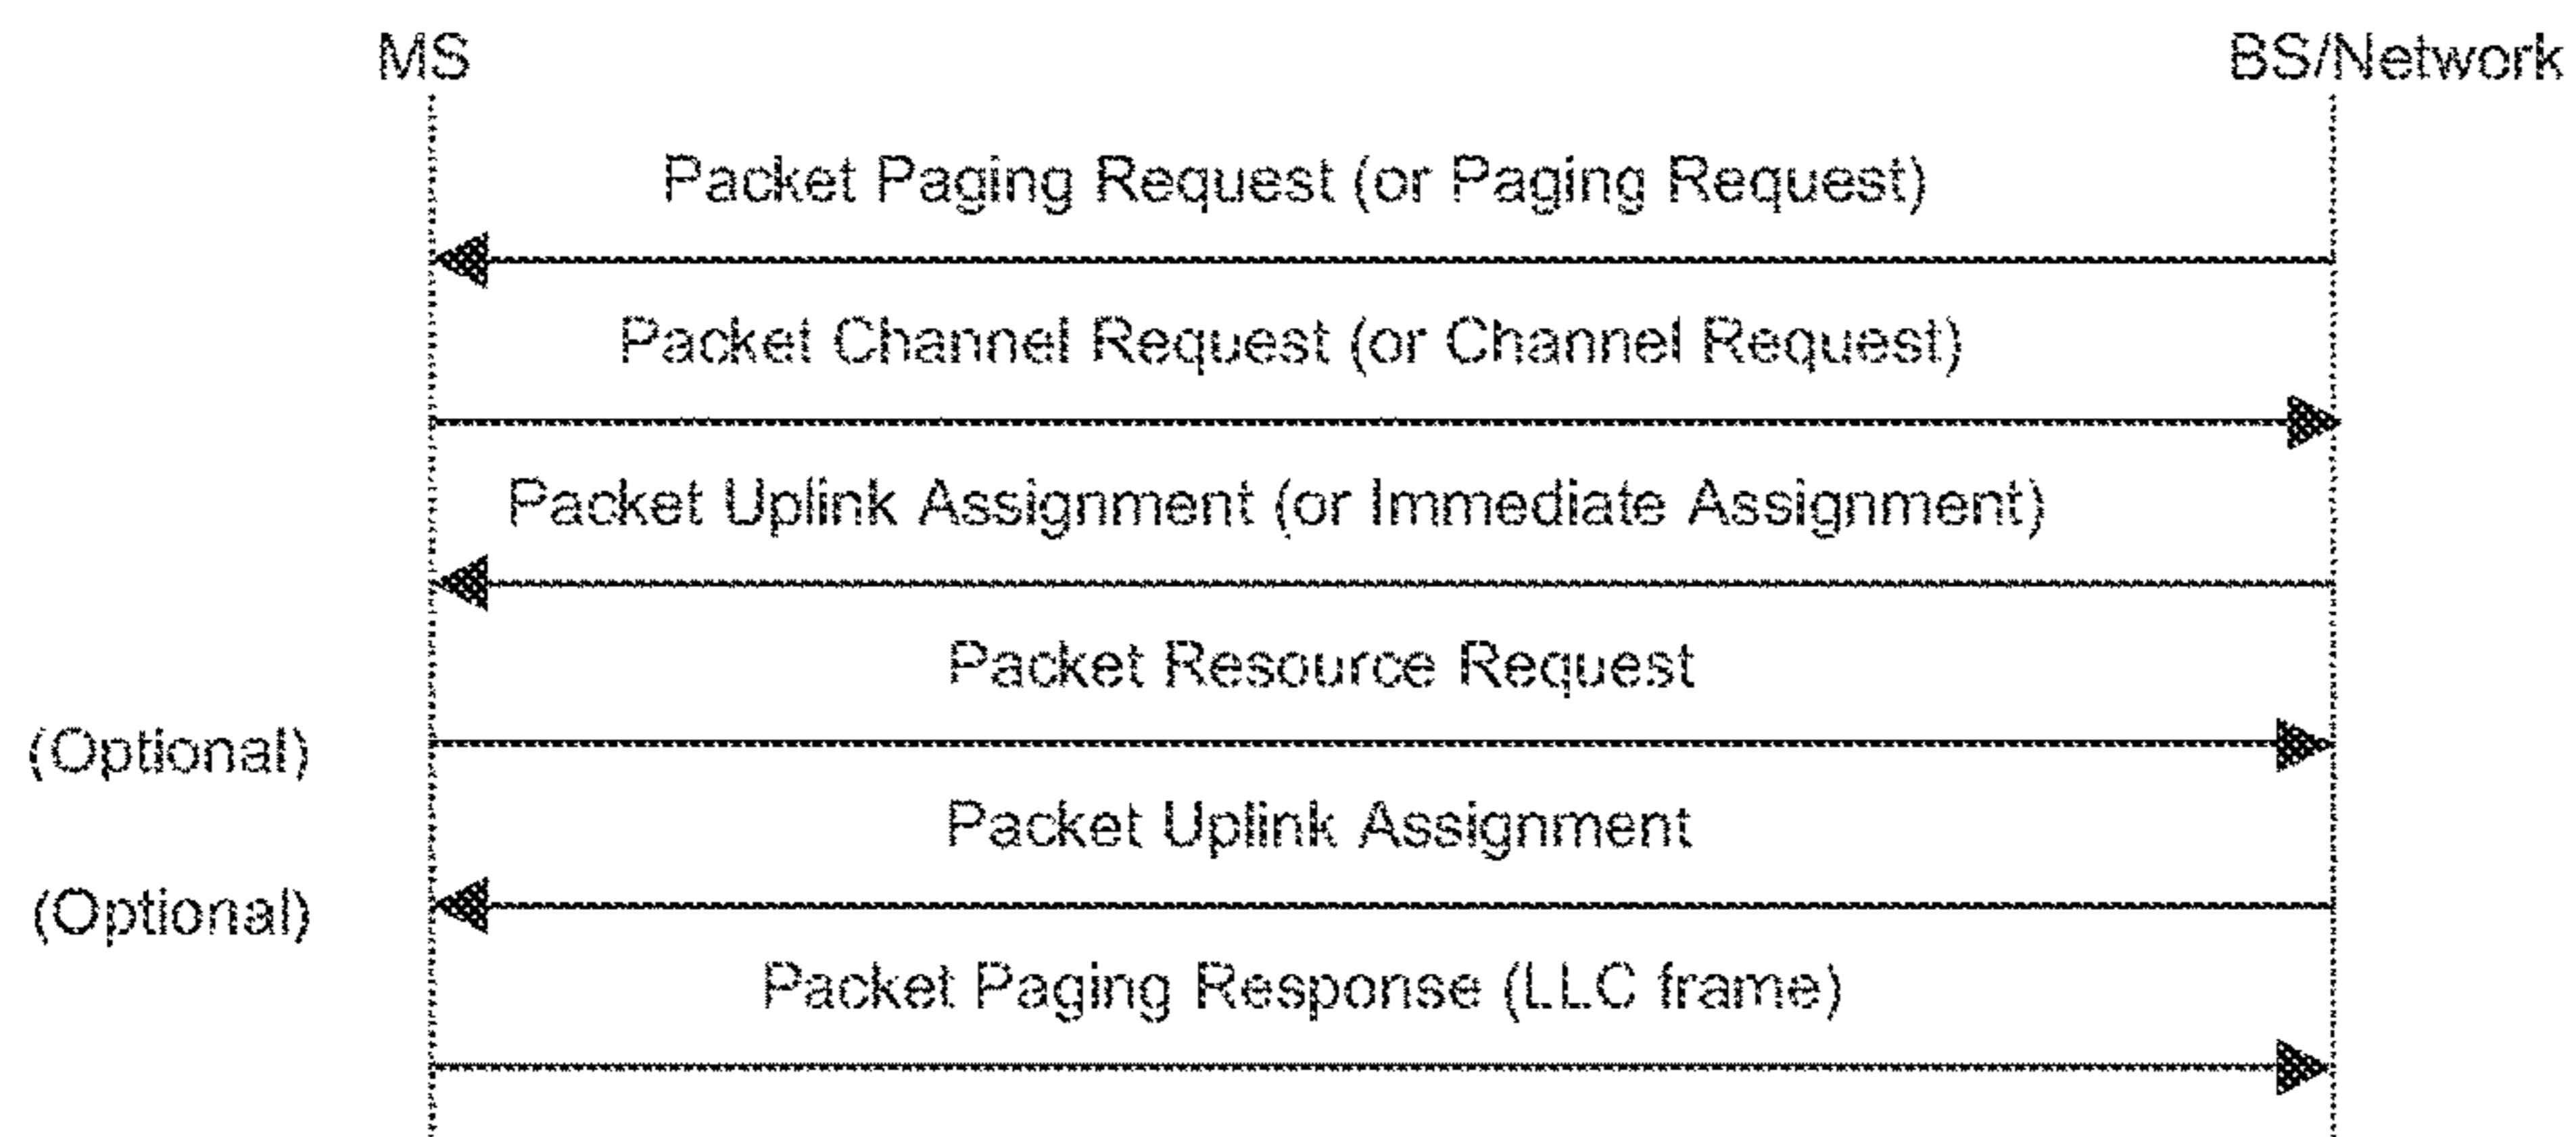 MS
BS/Network
Packet Paging Request (or Paging Request)
Packet Channel Request (or Channel Request)
Packet Uplink Assignment (or Immediate Assignment)
Packet Resource Request
(Optional)
Packet Uplink Assignment
(Optional)
Packet Paging Response (LLC frame)